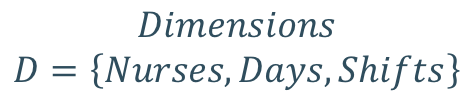 Dimensions
D = {Nurses, Days, Shifts}